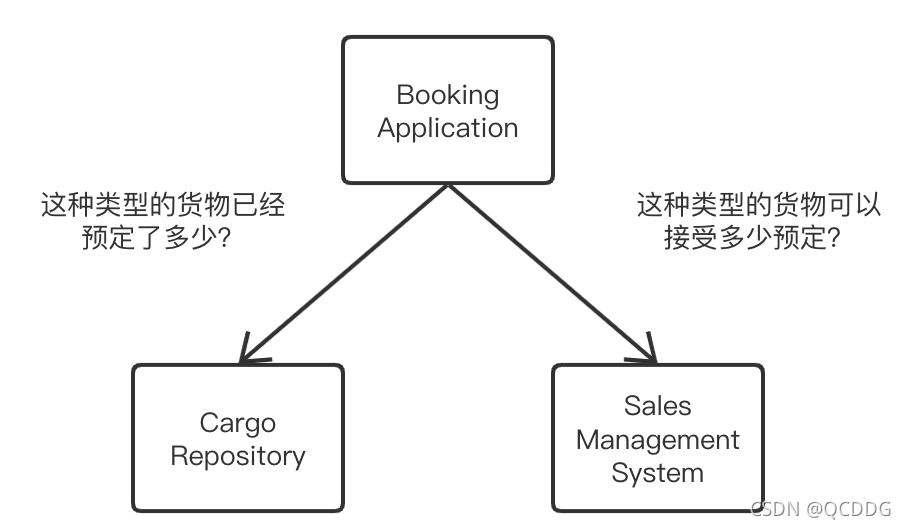 Booking
Application
这种类型的货物已经
预定了多少？
这种类型的货物可以
接受多少预定？
Cargo
Repository
Sales
Management
System
CSDN @QCDDG